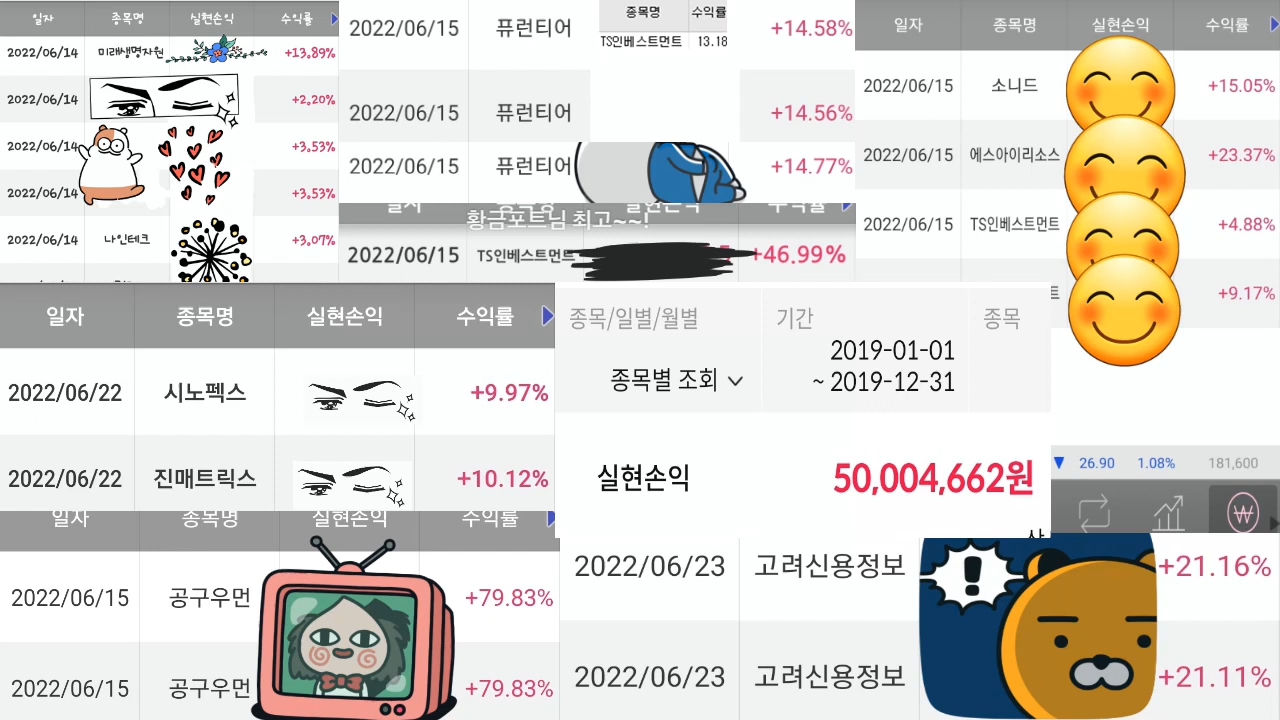 일자 종목명 실현손익 수익률
2022/06/14 미래생명자원 +13.89%
2022/06/14 +2.20%
2022/06/14 +3.53%
2022/06/14 +3.53%
2022/06/14 나인테크 +3.07%
종목명 수익률
TS인베스트먼트 13.18
2022/06/15 퓨런티어 +14.58%
2022/06/15 퓨런티어 +14.56%
2022/06/15 퓨런티어 +14.77%
일자 종목명 실현손익 수익률
황금포트님 최고~~!
2022/06/15 TS인베스트먼트 +46.99%
일자 종목명 실현손익 수익률
2022/06/15 소니드 +15.05%
2022/06/15 에스아이리소스 +23.37%
2022/06/15 TS인베스트먼트 +4.88%
트 +9.17%
일자 종목명 실현손익 수익률
2022/06/22 시노펙스 +9.97%
2022/06/22 진매트릭스 +10.12%
종목/일별/월별 기간 종목
종목별 조회 2019-01-01
~ 2019-12-31
실현손익 50,004,662원
▼ 26.90 1.08% 181,600
일자 종목명 실현손익 수익률
2022/06/15 공구우먼 +79.83%
2022/06/15 공구우먼 +79.83%
2022/06/23 고려신용정보 +21.16%
2022/06/23 고려신용정보 +21.11%